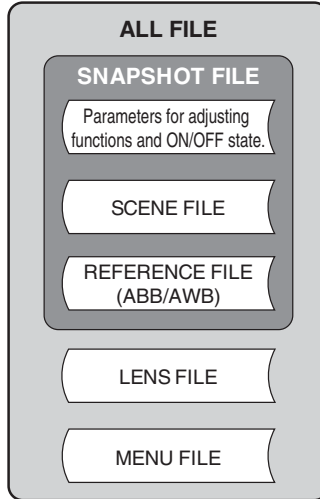 ALL FILE
SNAPSHOT FILE
Parameters for adjusting
functions and ON/OFF state.
SCENE FILE
REFERENCE FILE
(ABB/AWB)
LENS FILE
MENU FILE